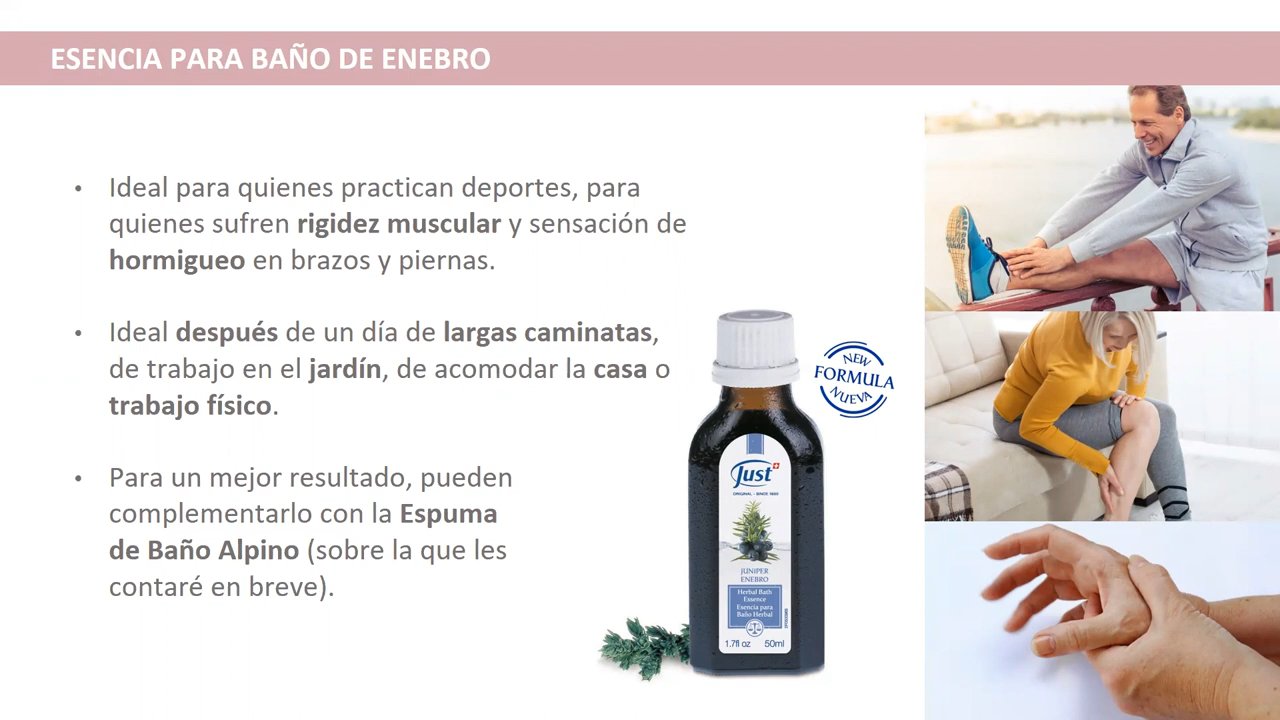 ESENCIA PARA BAÑO DE ENEBRO
• Ideal para quienes practican deportes, para
quienes sufren rigidez muscular y sensación de
hormigueo en brazos y piernas.
• Ideal después de un día de largas caminatas,
de trabajo en el jardín, de acomodar la casa o
trabajo físico.
• Para un mejor resultado, pueden
complementarlo con la Espuma
de Baño Alpino (sobre la que les
contaré en breve).
NEW
FORMULA
NUEVA
Just
ORIGINAL - SINCE 1930
JUNIPER
ENEBRO
Herbal Bath
Essence
Esencia para
Baño Herbal
1.7fl oz 50ml